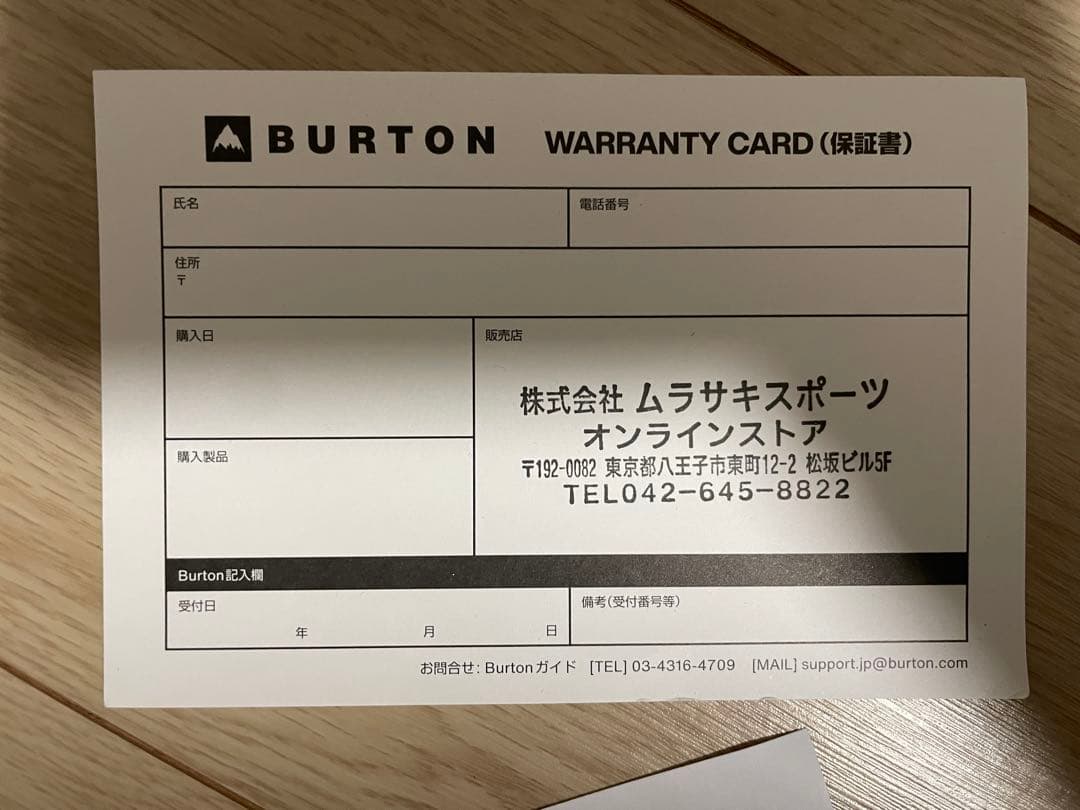 BURTON WARRANTY CARD(保証書)
氏名
電話番号
住所
〒
購入日
販売店
株式会社 ムラサキスポーツ
オンラインストア
〒192-0082 東京都八王子市東町12-2 松坂ビル5F
TEL042-645-8822
購入製品
Burton記入欄
受付日
年 月 日
備考(受付番号等)
お問合せ: Burtonガイド [TEL] 03-4316-4709 [MAIL] support.jp@burton.com